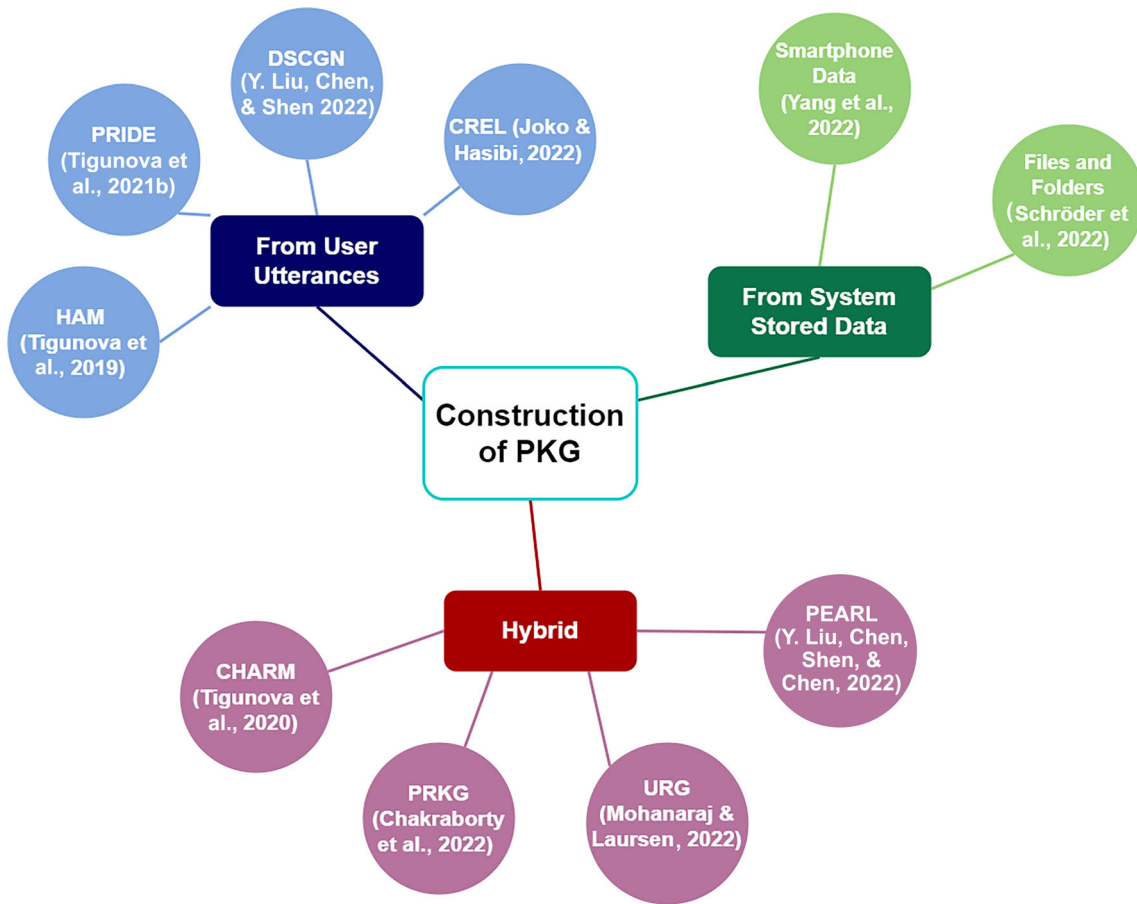 DSCGN
(Y. Liu, Chen,
& Shen 2022)
Smartphone
Data
(Yang et al.,
2022)
PRIDE
(Tigunova et
al., 2021b)
CREL (Joko &
Hasibi, 2022)
Files and
Folders
(Schröder et
al., 2022)
From User
Utterances
From System
Stored Data
HAM
(Tigunova et
al., 2019)
Construction
of PKG
Hybrid
PEARL
(Y. Liu, Chen,
Shen, &
Chen, 2022)
CHARM
(Tigunova et
al., 2020)
PRKG
(Chakraborty
et al., 2022)
URG
(Mohanaraj &
Laursen, 2022)